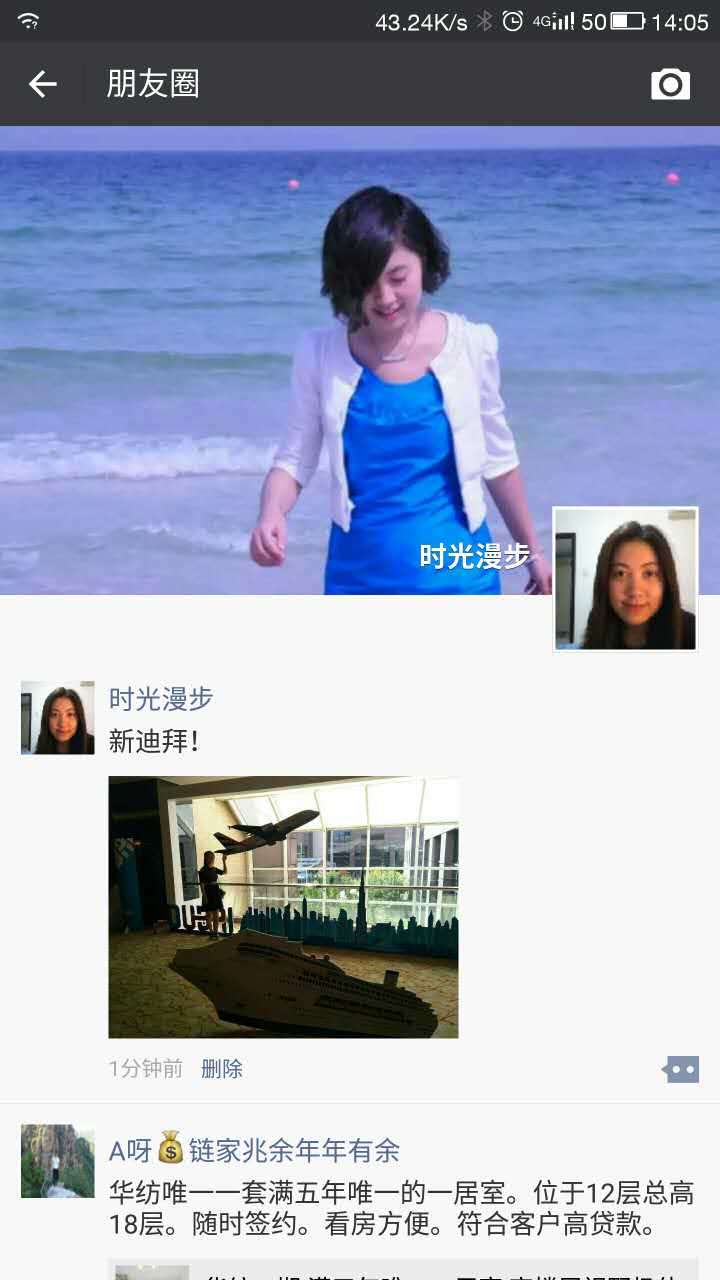 43.24K/s 4G 50 14:05
朋友圈
时光漫步
时光漫步
新迪拜！
DUBAI
1分钟前 删除
A呀💰链家兆余年年有余
华纺唯一一套满五年唯一的一居室。位于12层总高
18层。随时签约。看房方便。符合客户高贷款。